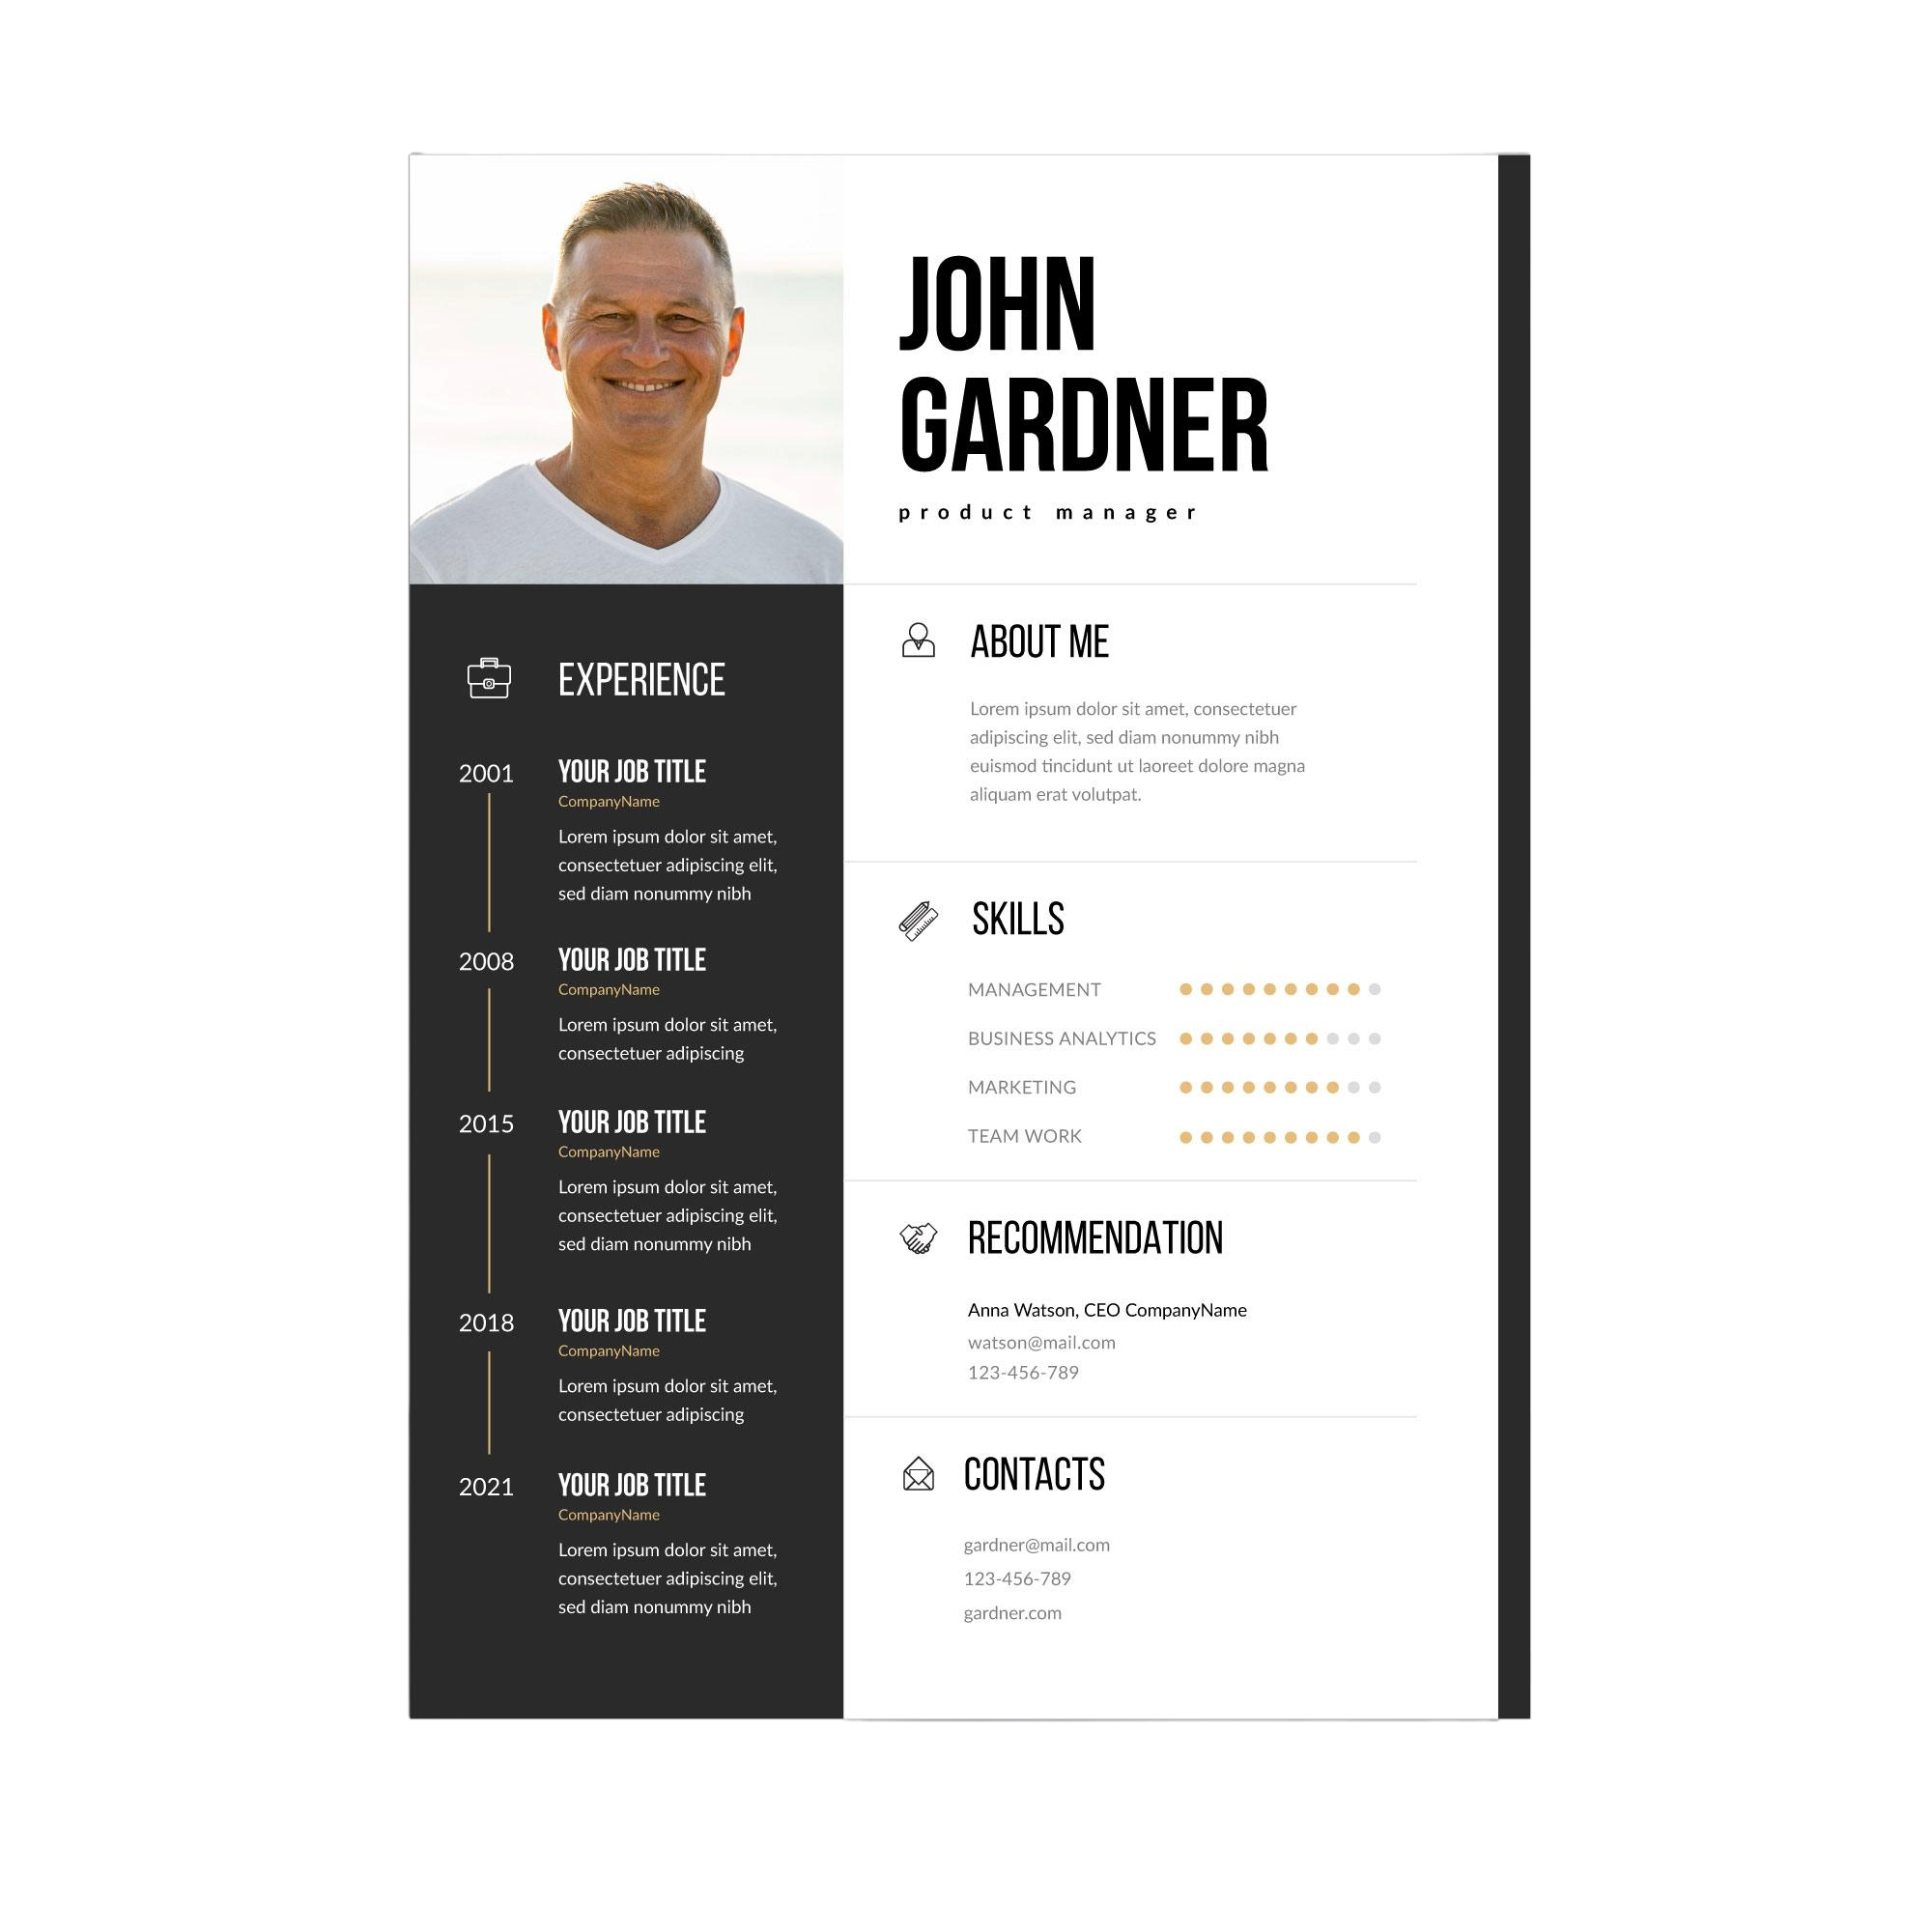 JOHN
GARDNER
product manager
EXPERIENCE
2001
YOUR JOB TITLE
CompanyName
Lorem ipsum dolor sit amet,
consectetuer adipiscing elit,
sed diam nonummy nibh
2008
YOUR JOB TITLE
CompanyName
Lorem ipsum dolor sit amet,
consectetuer adipiscing
2015
YOUR JOB TITLE
CompanyName
Lorem ipsum dolor sit amet,
consectetuer adipiscing elit,
sed diam nonummy nibh
2018
YOUR JOB TITLE
CompanyName
Lorem ipsum dolor sit amet,
consectetuer adipiscing
2021
YOUR JOB TITLE
CompanyName
Lorem ipsum dolor sit amet,
consectetuer adipiscing elit,
sed diam nonummy nibh
ABOUT ME
Lorem ipsum dolor sit amet, consectetuer
adipiscing elit, sed diam nonummy nibh
euismod tincidunt ut laoreet dolore magna
aliquam erat volutpat.
SKILLS
MANAGEMENT
BUSINESS ANALYTICS
MARKETING
TEAM WORK
RECOMMENDATION
Anna Watson, CEO CompanyName
watson@mail.com
123-456-789
CONTACTS
gardner@mail.com
123-456-789
gardner.com